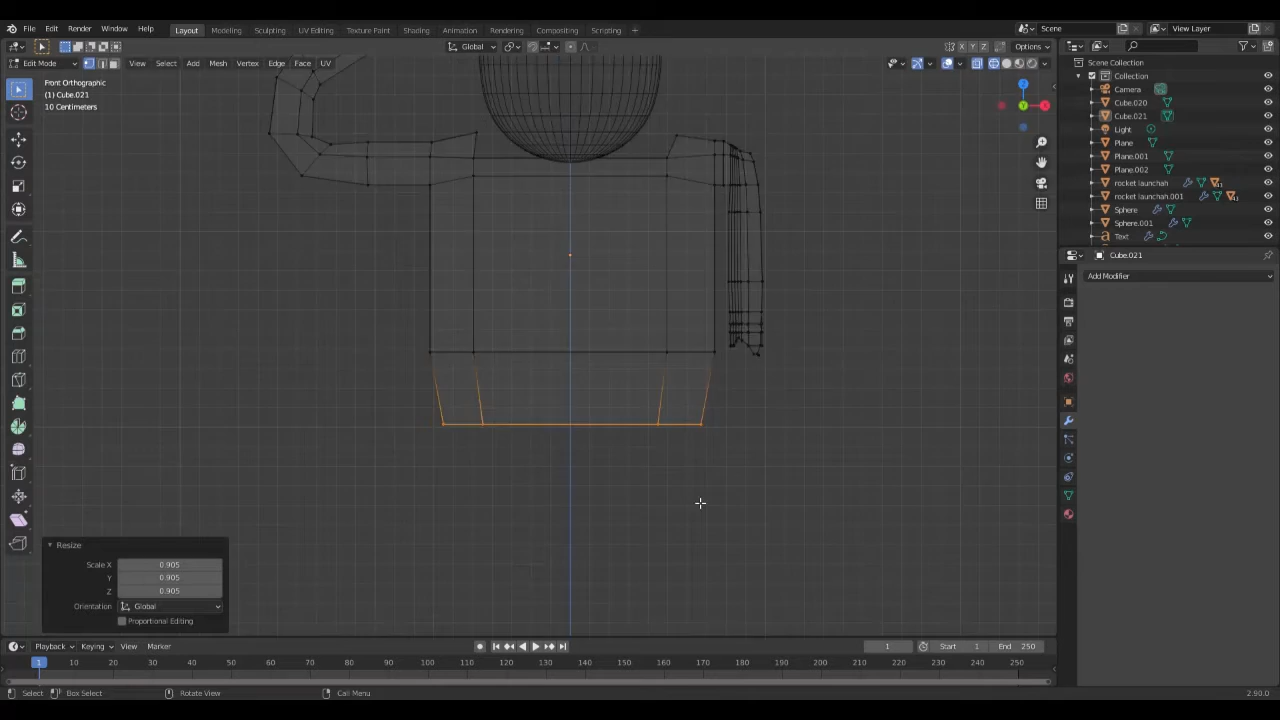 File Edit Render Window Help Layout Modeling Sculpting UV Editing Texture Paint Shading Animation Rendering Compositing Scripting + Scene View Layer
Global X Y Z Options
Edit Mode View Select Add Mesh Vertex Edge Face UV
Front Orthographic
(1) Cube.021
10 Centimeters
Scene Collection
Collection
Camera
Cube.020
Cube.021
Light
Plane
Plane.001
Plane.002
rocket launchah
rocket launchah.001
Sphere
Sphere.001
Text
Cube.021
Add Modifier
Resize
Scale X 0.905
Y 0.905
Z 0.905
Orientation Global
Proportional Editing
Playback Keying View Marker 1 Start 1 End 250
1 10 20 30 40 50 60 70 80 90 100 110 120 130 140 150 160 170 180 190 200 210 220 230 240 250
Select Box Select Rotate View Call Menu 2.90.0